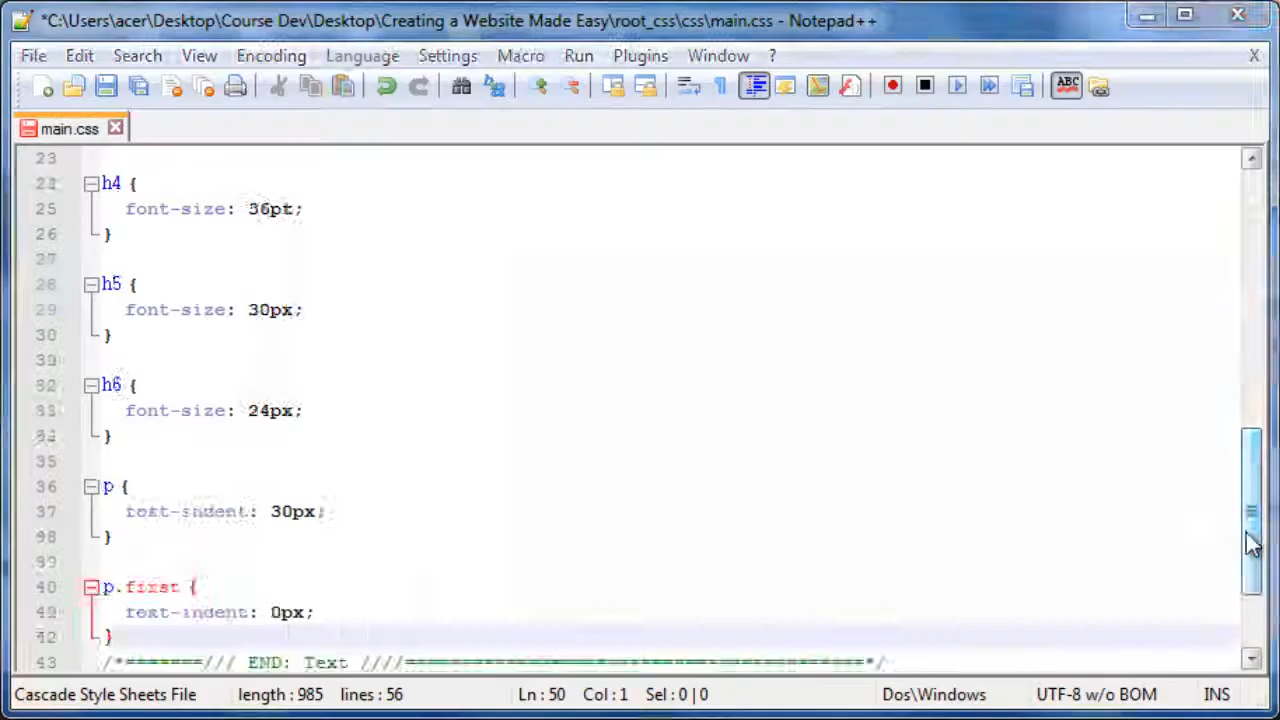 *C:\Users\acer\Desktop\Course Dev\Desktop\Creating a Website Made Easy\root_css\css\main.css - Notepad++
File Edit Search View Encoding Language Settings Macro Run Plugins Window ? X
ABC
main.css
23
24 h4 {
25 font-size: 36pt;
26 }
27
28 h5 {
29 font-size: 30px;
30 }
h6 {
font-size: 24px;
}
35
36 p {
37 text-indent: 30px;
}
40 p.first {
text-indent: 0px;
42 }
43 /*=======/// END: Text ////========================================*/
Cascade Style Sheets File length : 985 lines : 56 Ln : 50 Col : 1 Sel : 0 | 0 Dos\Windows UTF-8 w/o BOM INS